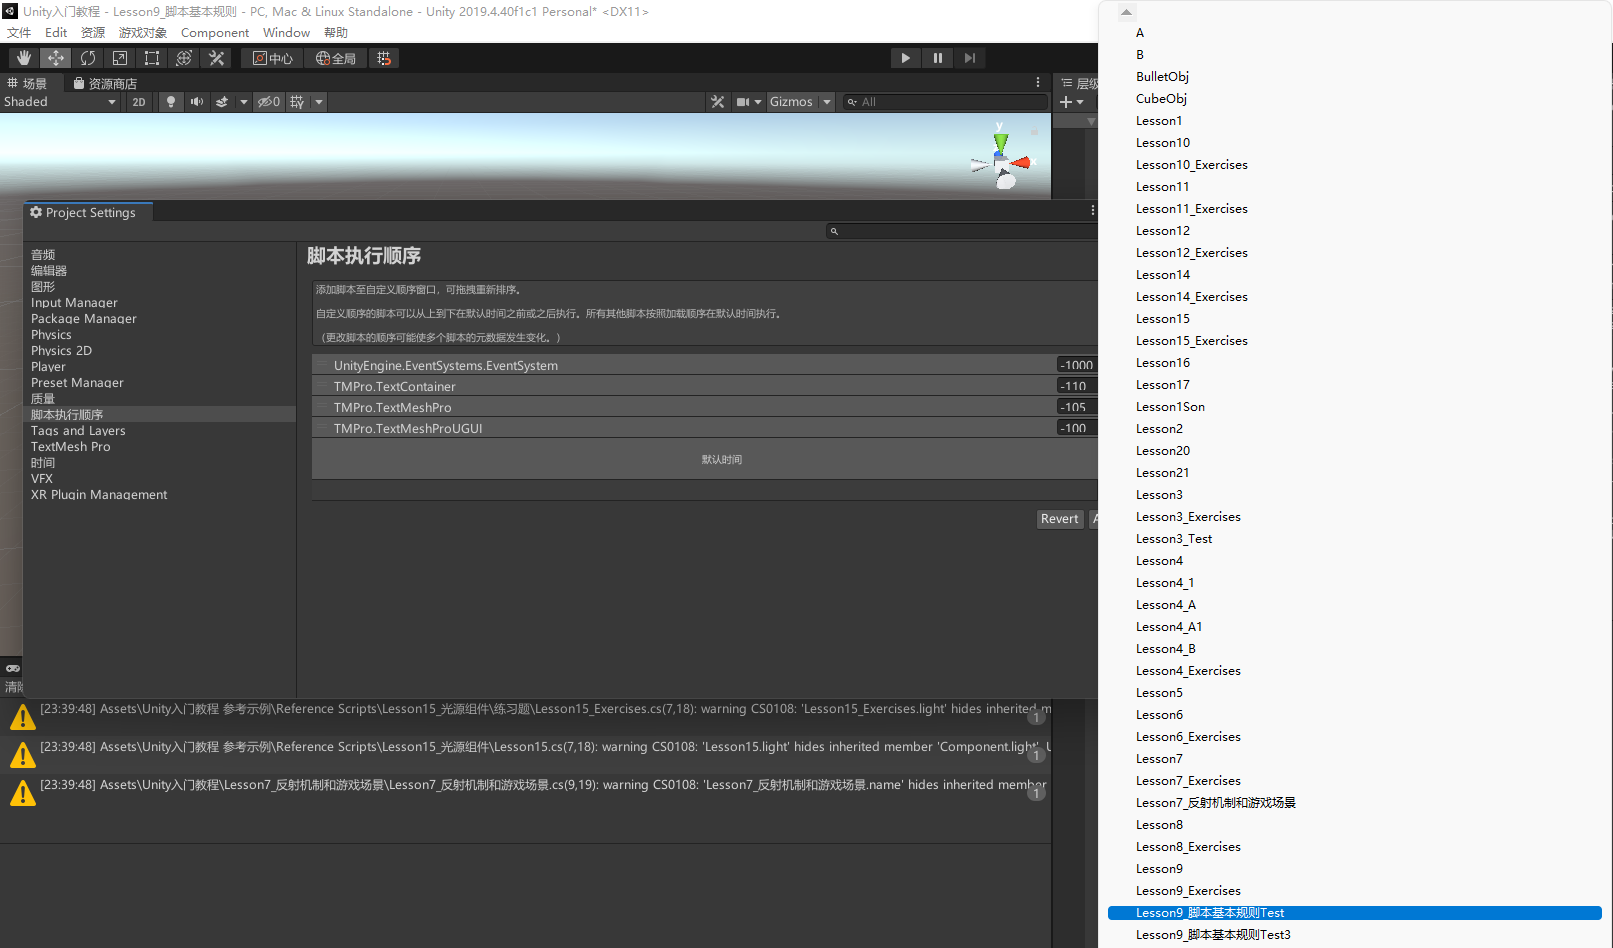 Unity入门教程 - Lesson9_脚本基本规则 - PC, Mac & Linux Standalone - Unity 2019.4.40f1c1 Personal* <DX11>
文件 Edit 资源 游戏对象 Component Window 帮助
中心 全局
场景 资源商店
层级
Shaded 2D 0 Gizmos All
y
x
Project Settings
音频
编辑器
图形
Input Manager
Package Manager
Physics
Physics 2D
Player
Preset Manager
质量
脚本执行顺序
Tags and Layers
TextMesh Pro
时间
VFX
XR Plugin Management
脚本执行顺序
添加脚本至自定义顺序窗口，可拖拽重新排序。
自定义顺序的脚本可以从上到下在默认时间之前或之后执行。所有其他脚本按照加载顺序在默认时间执行。
（更改脚本的顺序可能使多个脚本的元数据发生变化。）
UnityEngine.EventSystems.EventSystem -1000
TMPro.TextContainer -110
TMPro.TextMeshPro -105
TMPro.TextMeshProUGUI -100
默认时间
Revert A
清除
[23:39:48] Assets\Unity入门教程 参考示例\Reference Scripts\Lesson15_光源组件\练习题\Lesson15_Exercises.cs(7,18): warning CS0108: 'Lesson15_Exercises.light' hides inherited m
1
[23:39:48] Assets\Unity入门教程 参考示例\Reference Scripts\Lesson15_光源组件\Lesson15.cs(7,18): warning CS0108: 'Lesson15.light' hides inherited member 'Component.light'. U
1
[23:39:48] Assets\Unity入门教程\Lesson7_反射机制和游戏场景\Lesson7_反射机制和游戏场景.cs(9,19): warning CS0108: 'Lesson7_反射机制和游戏场景.name' hides inherited member
1
A
B
BulletObj
CubeObj
Lesson1
Lesson10
Lesson10_Exercises
Lesson11
Lesson11_Exercises
Lesson12
Lesson12_Exercises
Lesson14
Lesson14_Exercises
Lesson15
Lesson15_Exercises
Lesson16
Lesson17
Lesson1Son
Lesson2
Lesson20
Lesson21
Lesson3
Lesson3_Exercises
Lesson3_Test
Lesson4
Lesson4_1
Lesson4_A
Lesson4_A1
Lesson4_B
Lesson4_Exercises
Lesson5
Lesson6
Lesson6_Exercises
Lesson7
Lesson7_Exercises
Lesson7_反射机制和游戏场景
Lesson8
Lesson8_Exercises
Lesson9
Lesson9_Exercises
Lesson9_脚本基本规则Test
Lesson9_脚本基本规则Test3